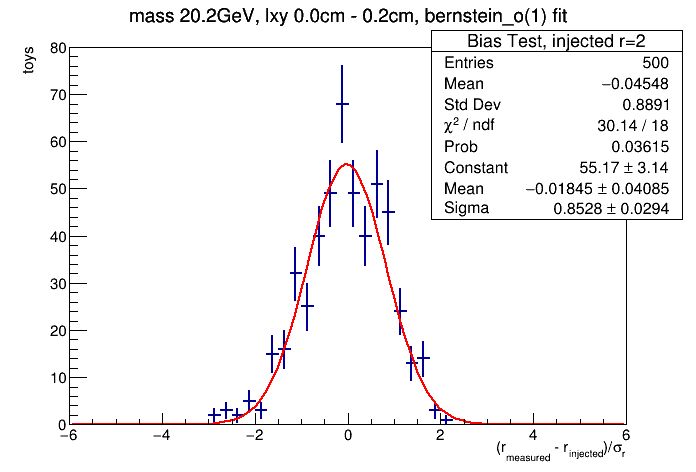 mass 20.2GeV, lxy 0.0cm - 0.2cm, bernstein_o(1) fit
Bias Test, injected r=2
Entries 500
Mean −0.04548
Std Dev 0.8891
χ² / ndf 30.14 / 18
Prob 0.03615
Constant 55.17 ± 3.14
Mean −0.01845 ± 0.04085
Sigma 0.8528 ± 0.0294
toys
80
70
60
50
40
30
20
10
0
−6 −4 −2 0 2 4 6
(r_measured - r_injected)/σ_r